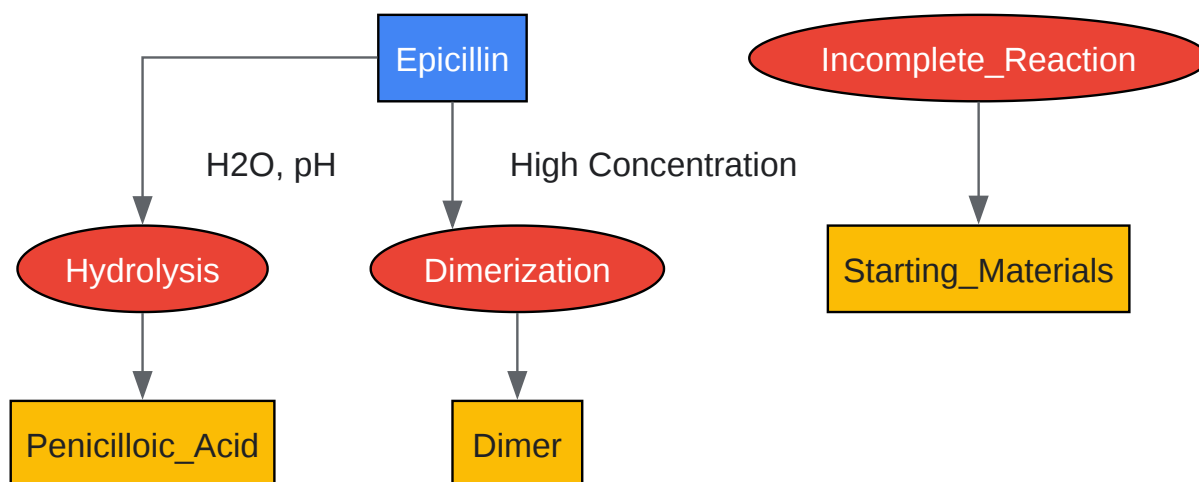 Epicillin
Incomplete_Reaction
H2O, pH
High Concentration
Hydrolysis
Dimerization
Starting_Materials
Penicilloic_Acid
Dimer